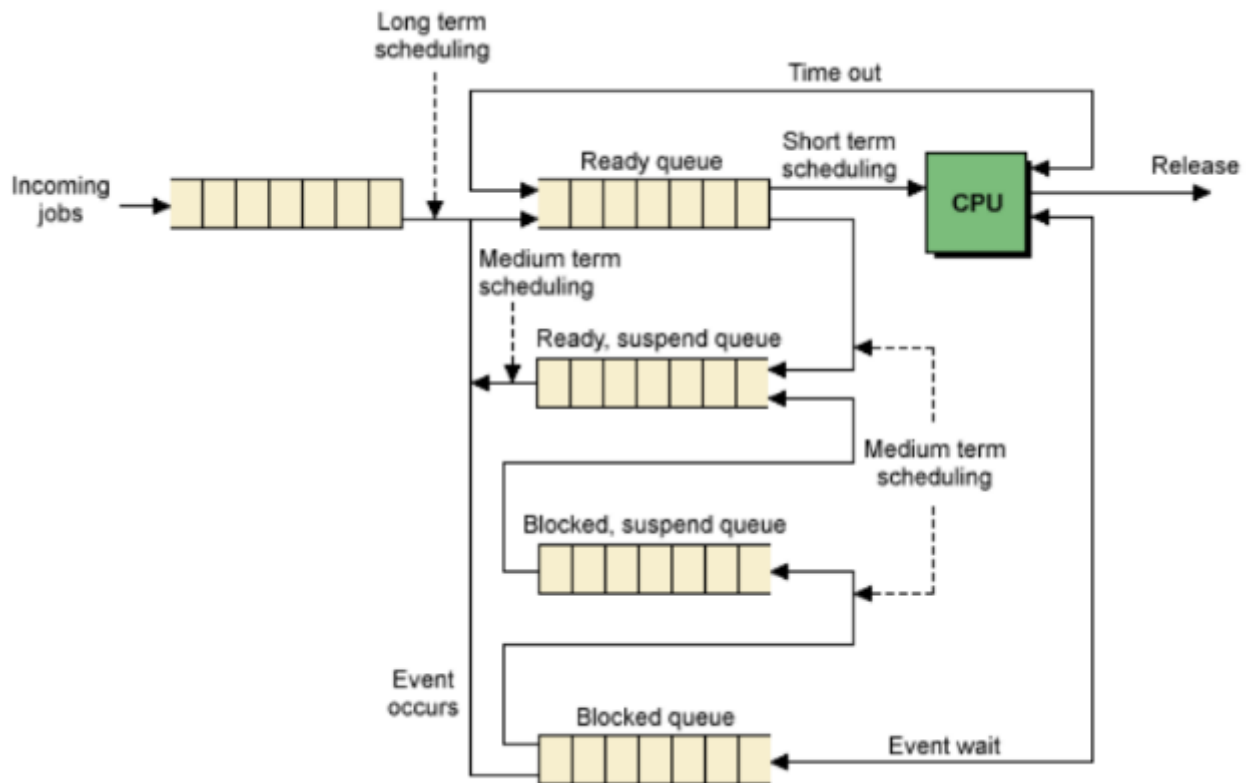 Long term
scheduling
Time out
Ready queue
Short term
scheduling
Release
Incoming
jobs
CPU
Medium term
scheduling
Ready, suspend queue
Medium term
scheduling
Blocked, suspend queue
Event
occurs
Blocked queue
Event wait